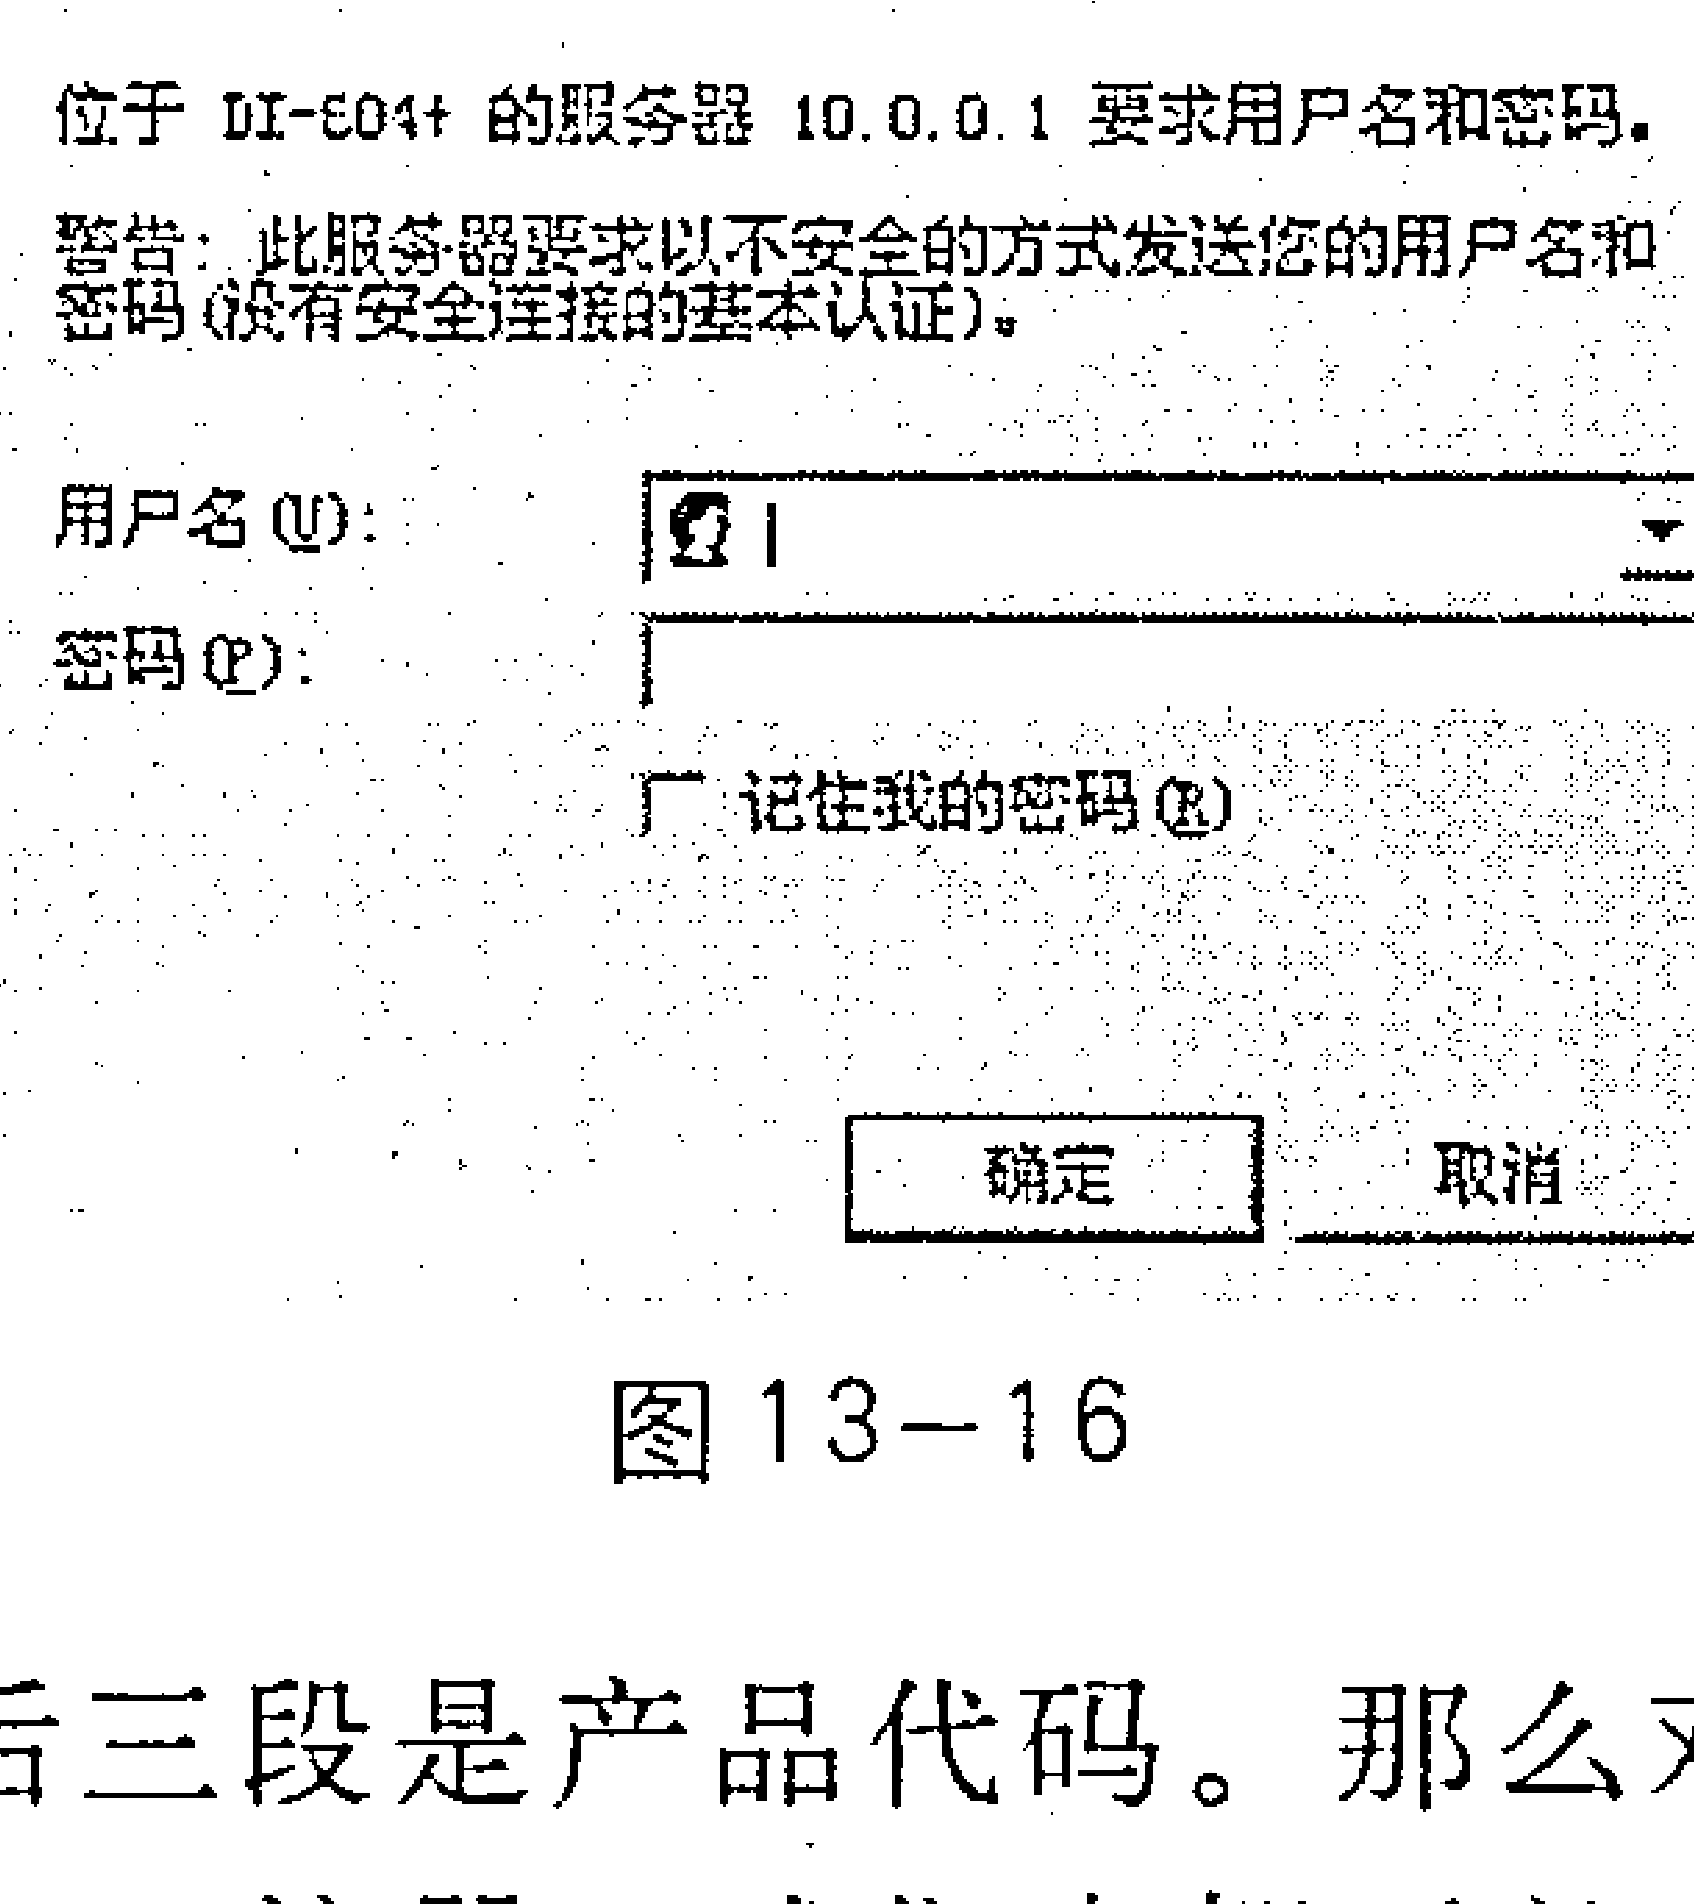 位于 DI-604+ 的服务器 10.0.0.1 要求用户名和密码。
警告: 此服务器要求以不安全的方式发送您的用户名和
密码(没有安全连接的基本认证)。
用户名(U):
密码(P):
记住我的密码(R)
确定 取消
图 13-16
后三段是产品代码。那么